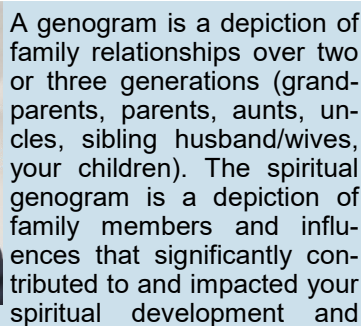 A genogram is a depiction of
family relationships over two
or three generations (grand-
parents, parents, aunts, un-
cles, sibling husband/wives,
your children). The spiritual
genogram is a depiction of
family members and influ-
ences that significantly con-
tributed to and impacted your
spiritual development and